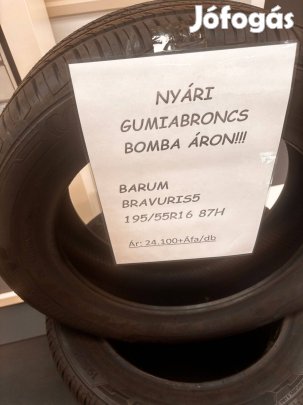 Jófogás
NYÁRI
GUMIABRONCS
BOMBA ÁRON!!!
BARUM
BRAVURIS5
195/55R16 87H
Ár: 24.100+Áfa/db